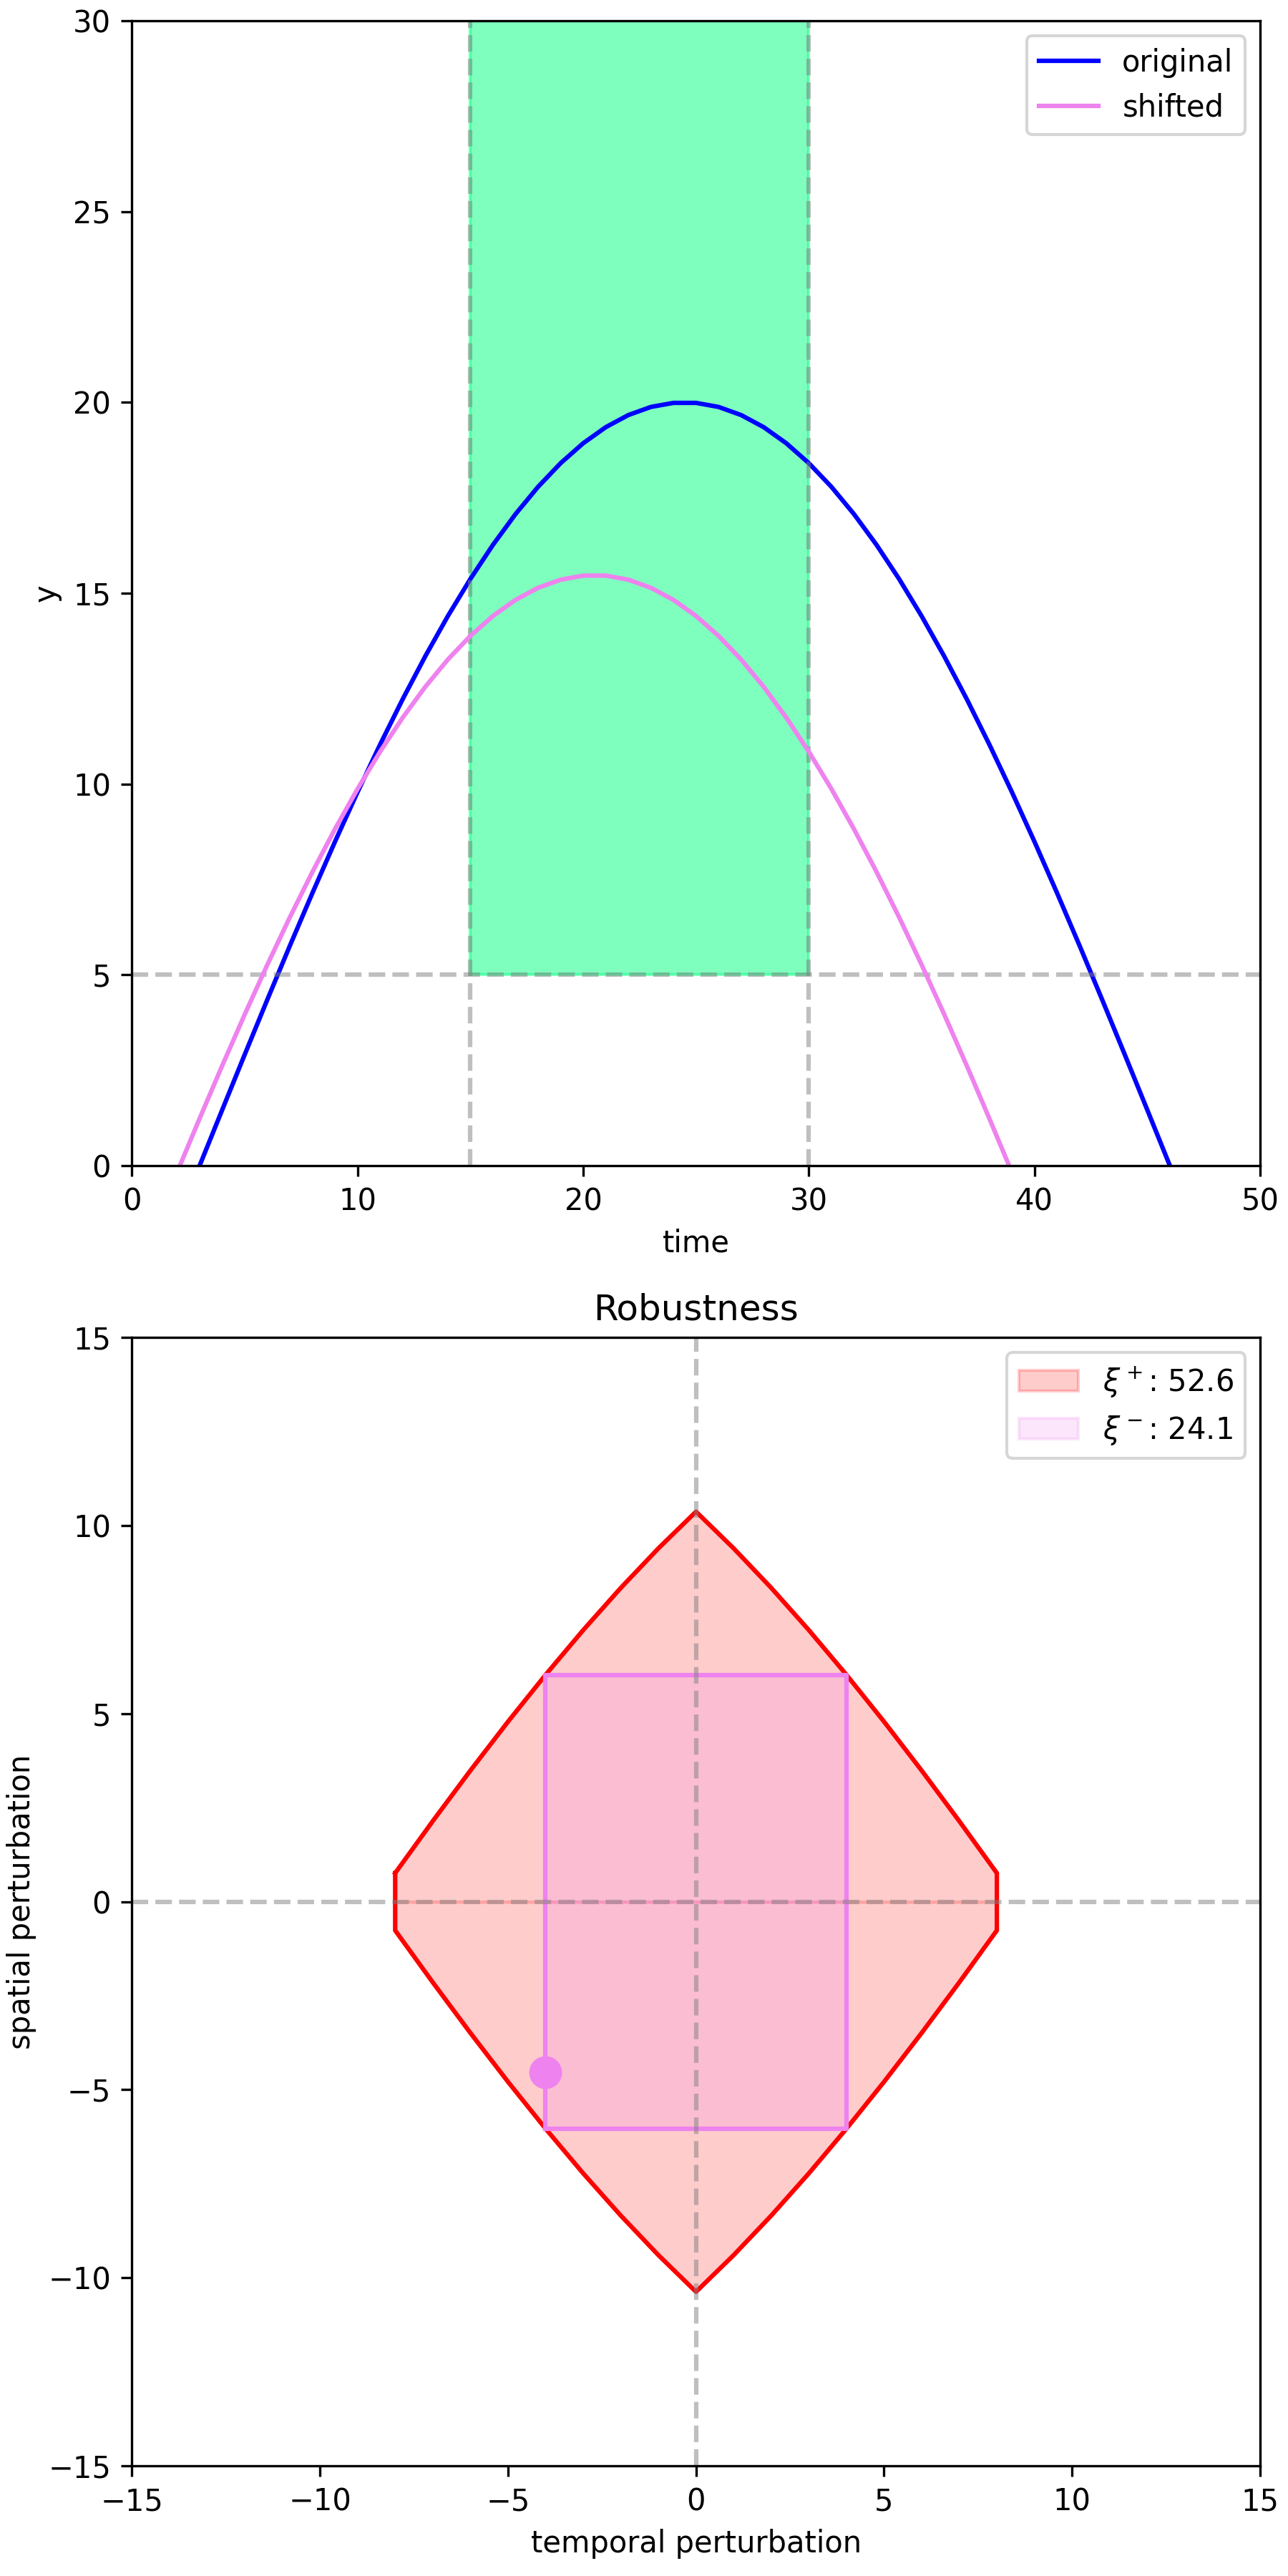 30
25
20
15
10
5
0
y
original
shifted
0 10 20 30 40 50
time
Robustness
15
10
5
0
−5
−10
−15
spatial perturbation
ξ⁺: 52.6
ξ⁻: 24.1
−15 −10 −5 0 5 10 15
temporal perturbation